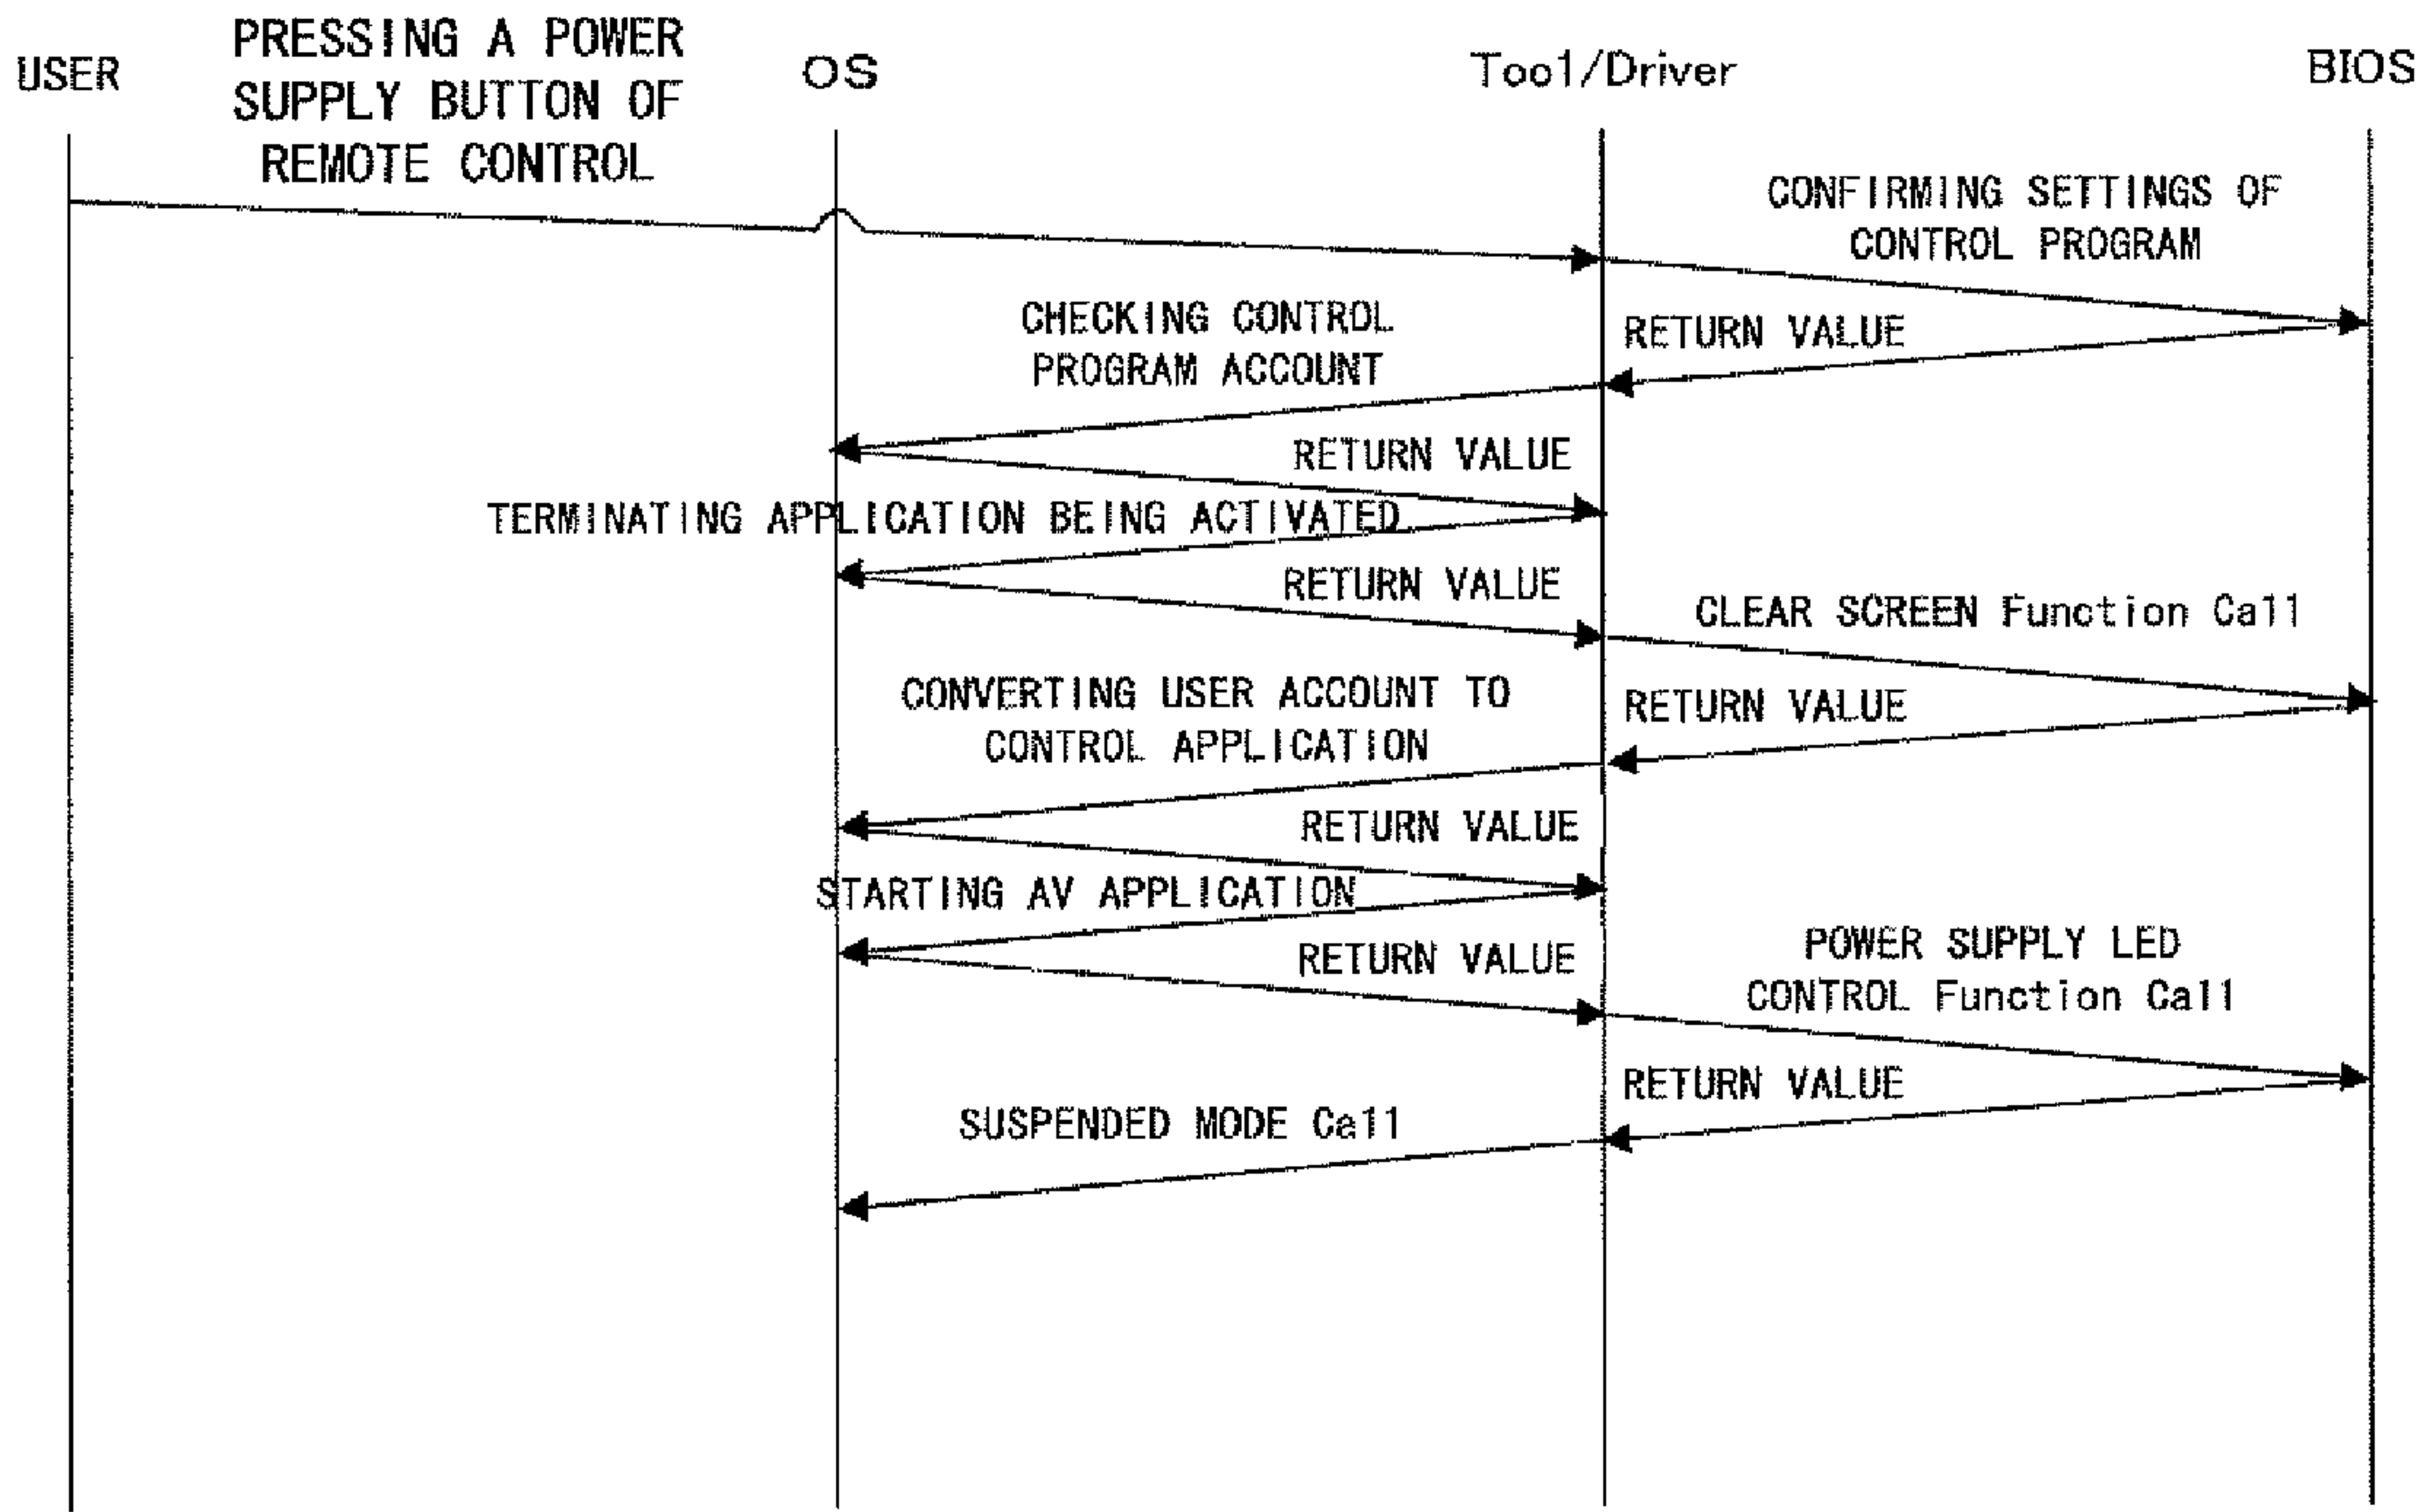 USER
PRESSING A POWER
SUPPLY BUTTON OF
REMOTE CONTROL
OS
Tool/Driver
BIOS
CONFIRMING SETTINGS OF
CONTROL PROGRAM
CHECKING CONTROL
PROGRAM ACCOUNT
RETURN VALUE
RETURN VALUE
TERMINATING APPLICATION BEING ACTIVATED
RETURN VALUE
CLEAR SCREEN Function Call
CONVERTING USER ACCOUNT TO
CONTROL APPLICATION
RETURN VALUE
RETURN VALUE
STARTING AV APPLICATION
RETURN VALUE
POWER SUPPLY LED
CONTROL Function Call
RETURN VALUE
SUSPENDED MODE Call